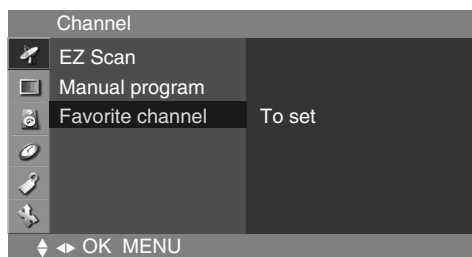 Channel
EZ Scan
Manual program
Favorite channel To set
OK MENU